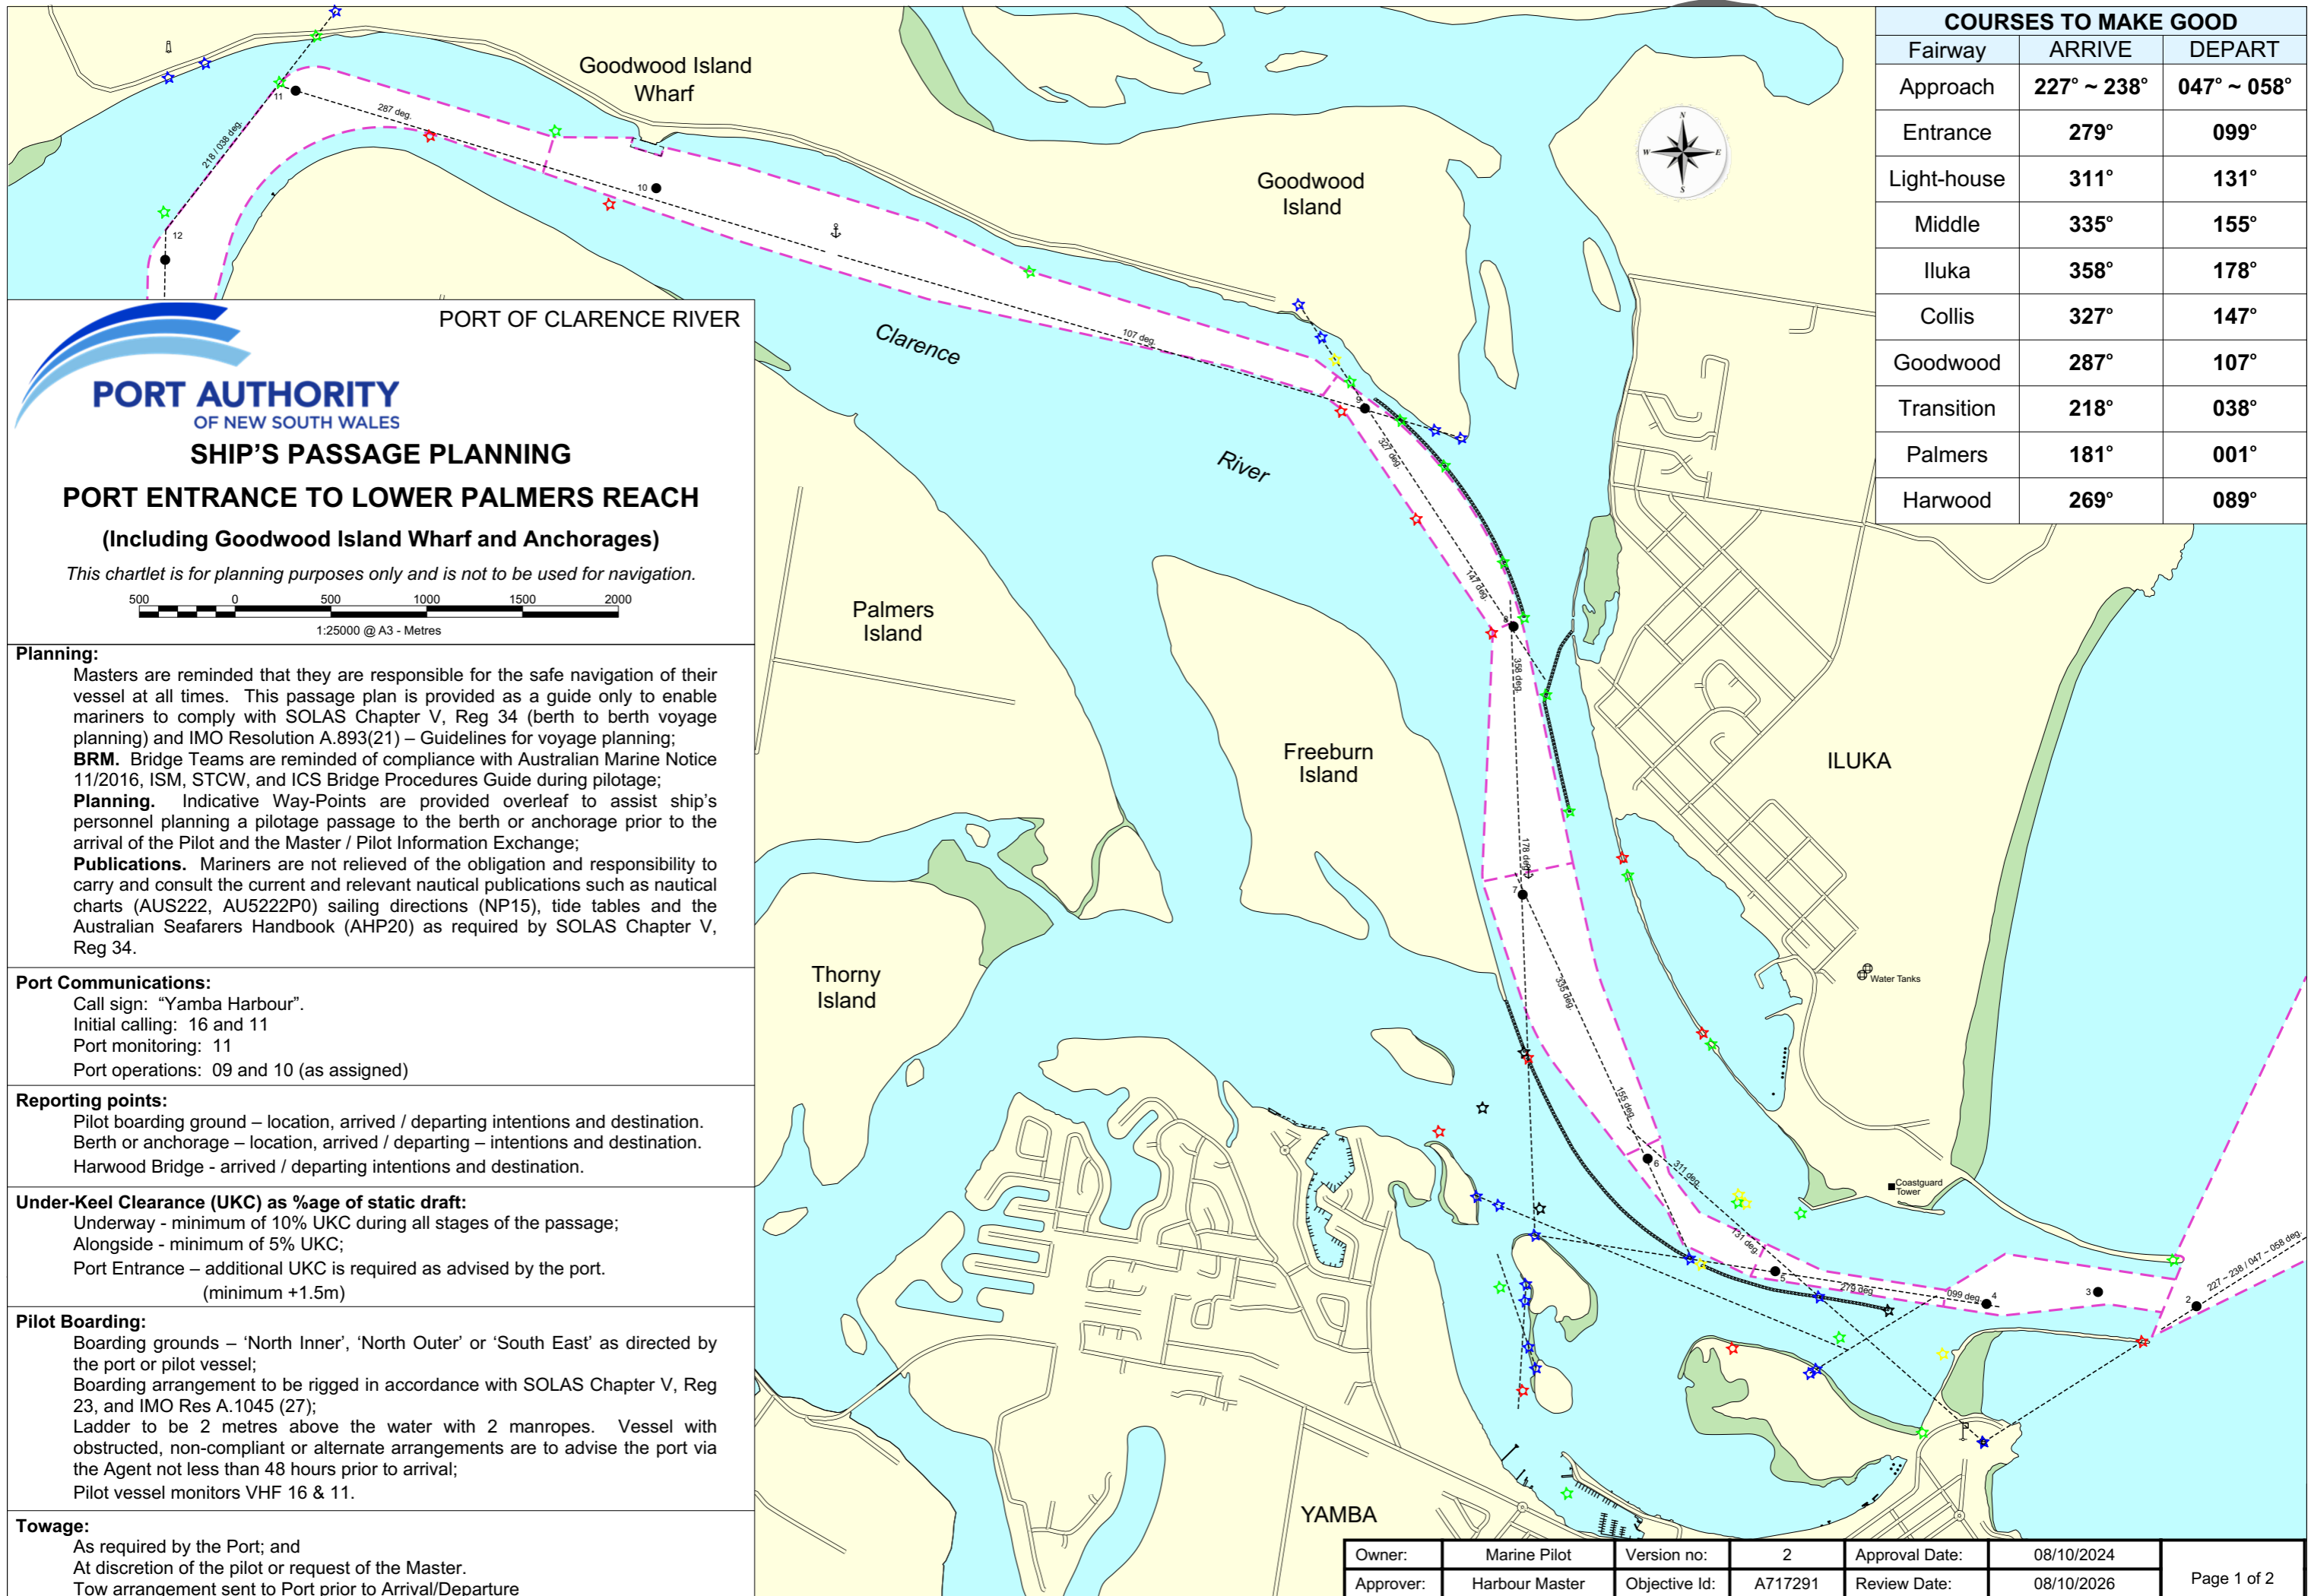 PORT OF CLARENCE RIVER
PORT AUTHORITY
OF NEW SOUTH WALES
SHIP'S PASSAGE PLANNING
PORT ENTRANCE TO LOWER PALMERS REACH
(Including Goodwood Island Wharf and Anchorages)
This chartlet is for planning purposes only and is not to be used for navigation.
500 0 500 1000 1500 2000
1:25000 @ A3 - Metres
Planning:
Masters are reminded that they are responsible for the safe navigation of their
vessel at all times. This passage plan is provided as a guide only to enable
mariners to comply with SOLAS Chapter V, Reg 34 (berth to berth voyage
planning) and IMO Resolution A.893(21) – Guidelines for voyage planning;
BRM. Bridge Teams are reminded of compliance with Australian Marine Notice
11/2016, ISM, STCW, and ICS Bridge Procedures Guide during pilotage;
Planning. Indicative Way-Points are provided overleaf to assist ship's
personnel planning a pilotage passage to the berth or anchorage prior to the
arrival of the Pilot and the Master / Pilot Information Exchange;
Publications. Mariners are not relieved of the obligation and responsibility to
carry and consult the current and relevant nautical publications such as nautical
charts (AUS222, AU5222P0) sailing directions (NP15), tide tables and the
Australian Seafarers Handbook (AHP20) as required by SOLAS Chapter V,
Reg 34.
Port Communications:
Call sign: “Yamba Harbour”.
Initial calling: 16 and 11
Port monitoring: 11
Port operations: 09 and 10 (as assigned)
Reporting points:
Pilot boarding ground – location, arrived / departing intentions and destination.
Berth or anchorage – location, arrived / departing – intentions and destination.
Harwood Bridge - arrived / departing intentions and destination.
Under-Keel Clearance (UKC) as %age of static draft:
Underway - minimum of 10% UKC during all stages of the passage;
Alongside - minimum of 5% UKC;
Port Entrance – additional UKC is required as advised by the port.
(minimum +1.5m)
Pilot Boarding:
Boarding grounds – 'North Inner', 'North Outer' or 'South East' as directed by
the port or pilot vessel;
Boarding arrangement to be rigged in accordance with SOLAS Chapter V, Reg
23, and IMO Res A.1045 (27);
Ladder to be 2 metres above the water with 2 manropes. Vessel with
obstructed, non-compliant or alternate arrangements are to advise the port via
the Agent not less than 48 hours prior to arrival;
Pilot vessel monitors VHF 16 & 11.
Towage:
As required by the Port; and
At discretion of the pilot or request of the Master.
Tow arrangement sent to Port prior to Arrival/Departure
COURSES TO MAKE GOOD
Fairway ARRIVE DEPART
Approach 227° ~ 238° 047° ~ 058°
Entrance 279° 099°
Light-house 311° 131°
Middle 335° 155°
Iluka 358° 178°
Collis 327° 147°
Goodwood 287° 107°
Transition 218° 038°
Palmers 181° 001°
Harwood 269° 089°
N
W E
S
Goodwood Island
Wharf
Goodwood
Island
Clarence
River
Palmers
Island
Freeburn
Island
Thorny
Island
ILUKA
YAMBA
Water Tanks
Coastguard
Tower
11
287 deg.
218 / 038 deg.
12
10
107 deg.
9
327 deg.
147 deg.
8
358 deg.
178 deg.
7
335 deg.
155 deg.
6
311 deg.
131 deg.
5
279 deg
099 deg.
4
3
2
227 ~ 238 / 047 ~ 058 deg.
Owner: Marine Pilot Version no: 2 Approval Date: 08/10/2024
Approver: Harbour Master Objective Id: A717291 Review Date: 08/10/2026
Page 1 of 2